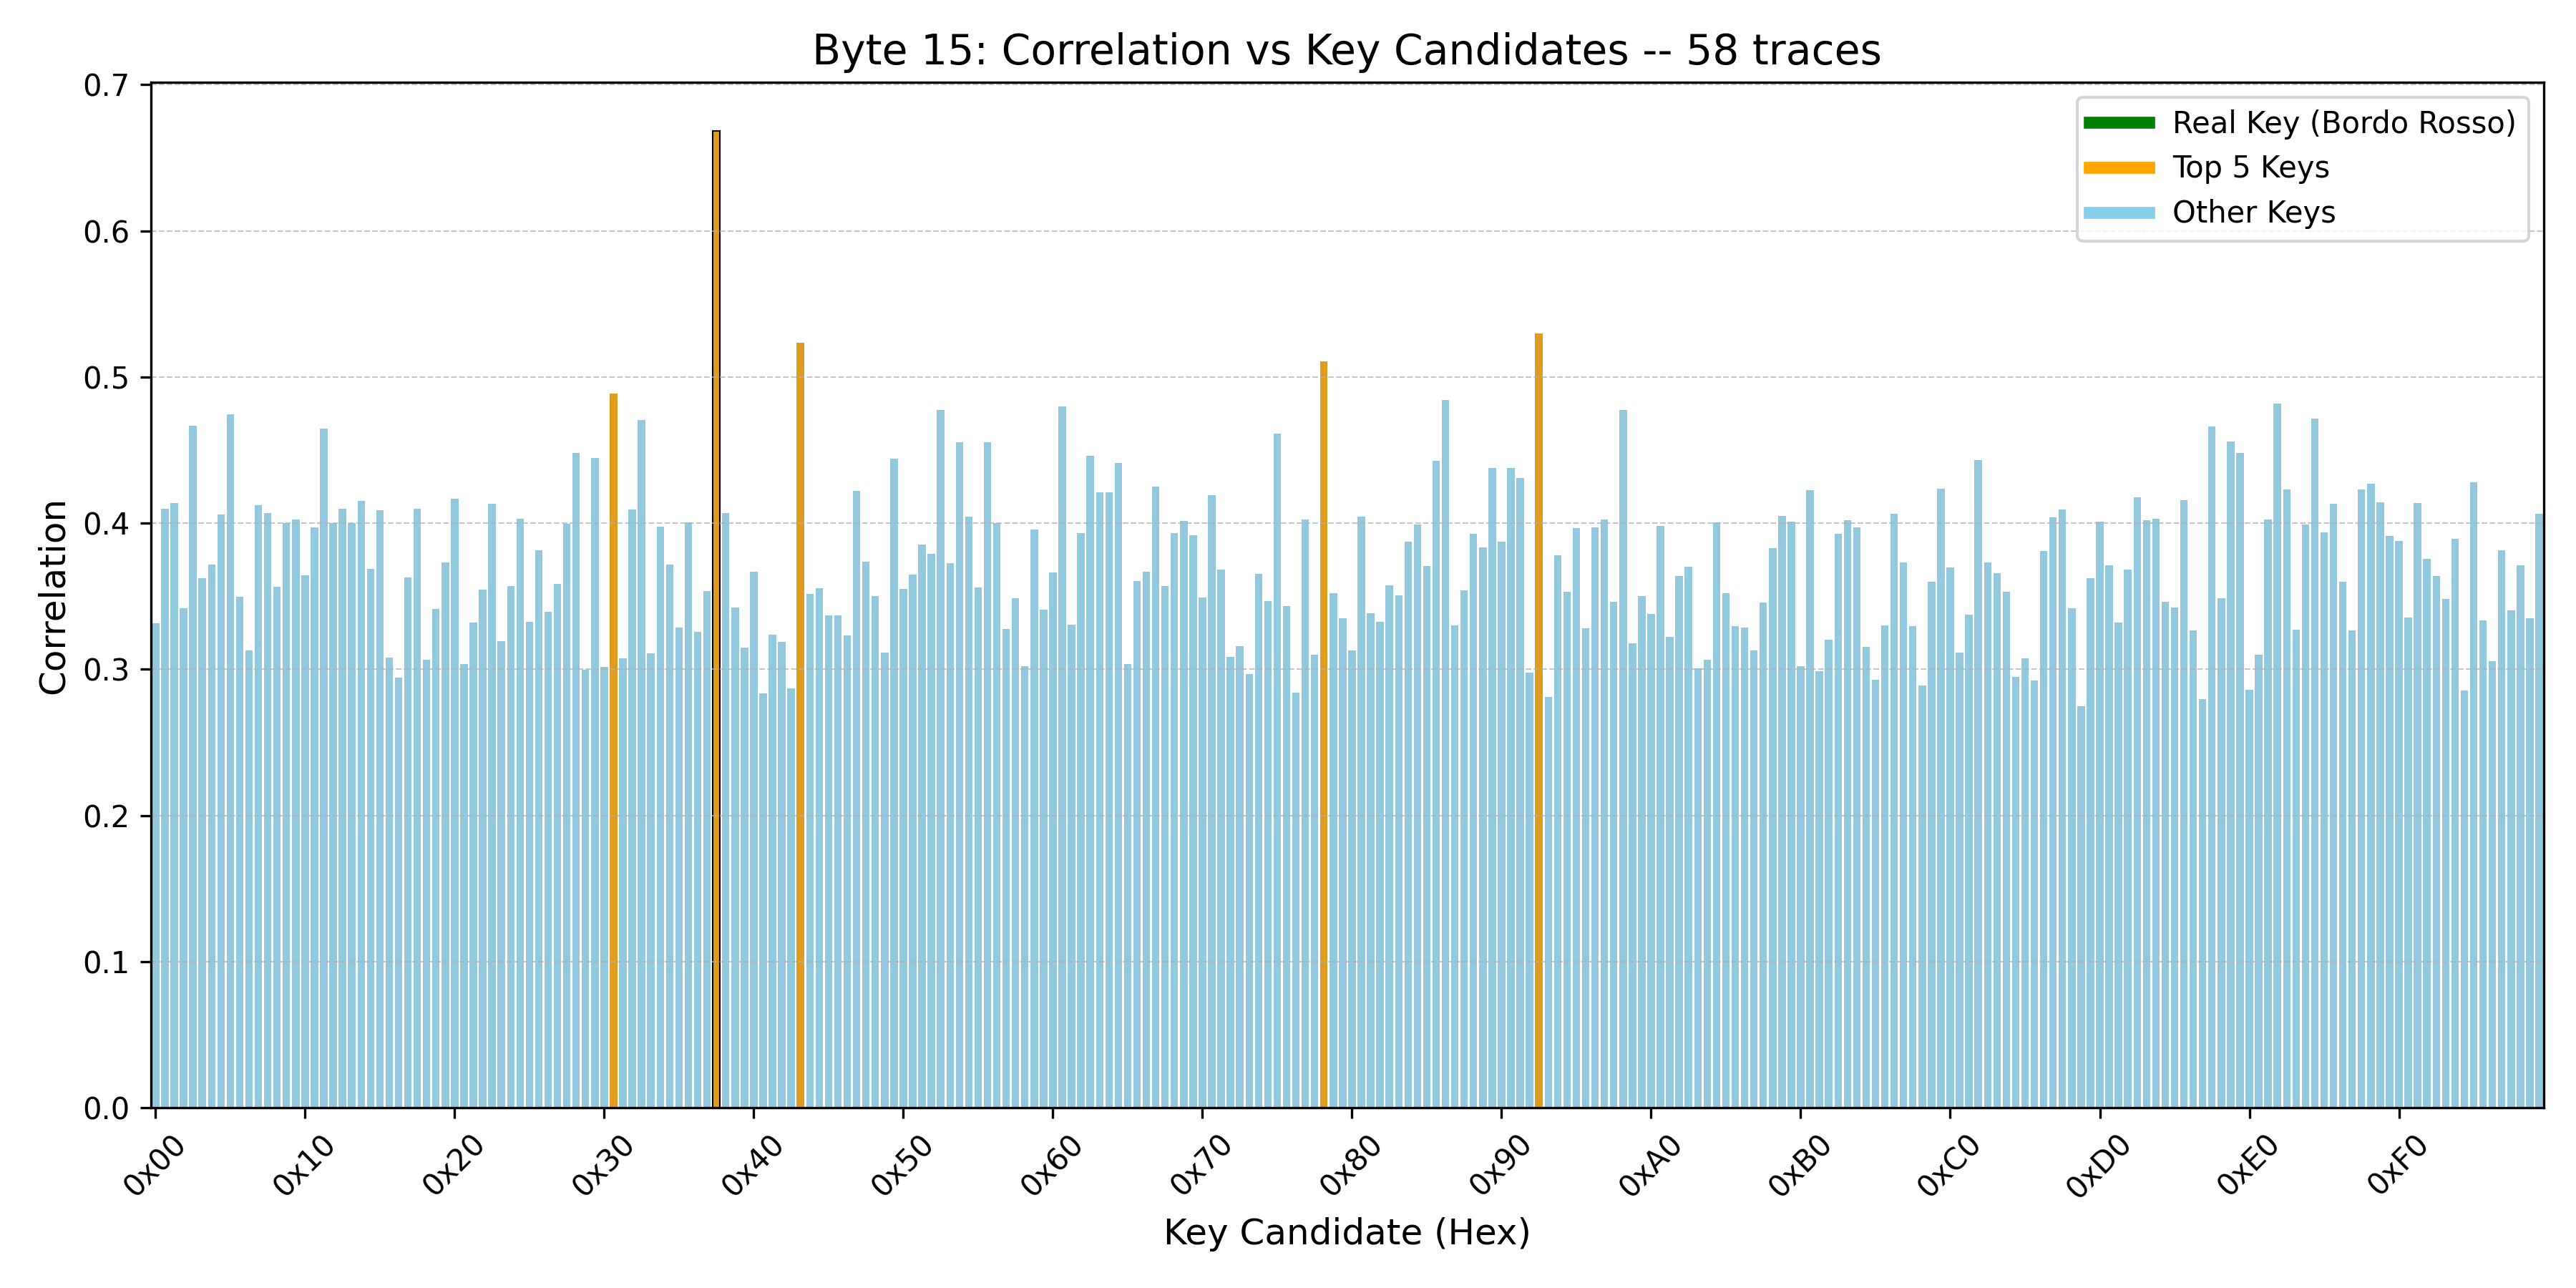 Byte 15: Correlation vs Key Candidates -- 58 traces
Real Key (Bordo Rosso)
Top 5 Keys
Other Keys
Correlation
0.7
0.6
0.5
0.4
0.3
0.2
0.1
0.0
0x00 0x10 0x20 0x30 0x40 0x50 0x60 0x70 0x80 0x90 0xA0 0xB0 0xC0 0xD0 0xE0 0xF0
Key Candidate (Hex)